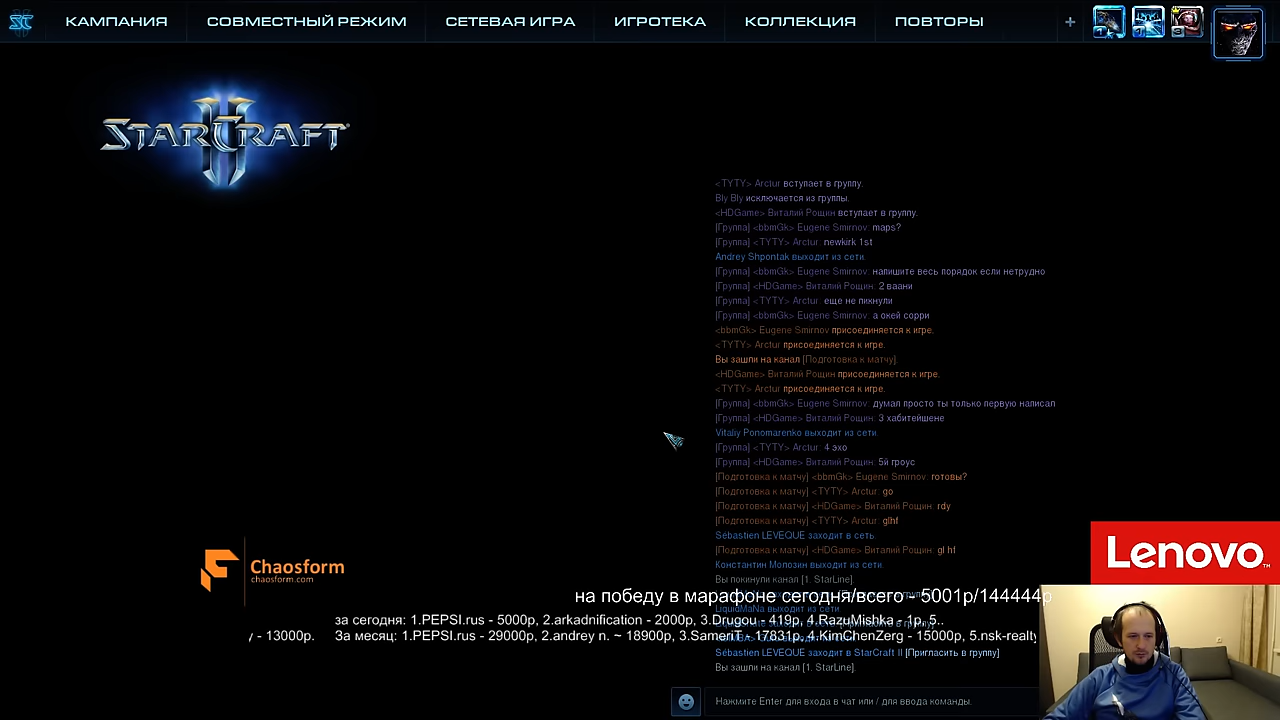 КАМПАНИЯ СОВМЕСТНЫЙ РЕЖИМ СЕТЕВАЯ ИГРА ИГРОТЕКА КОЛЛЕКЦИЯ ПОВТОРЫ +
STARCRAFT II
<TYTY> Arctur вступает в группу.
Bly Bly исключается из группы.
<HDGame> Виталий Рощин вступает в группу.
[Группа] <bbmGk> Eugene Smirnov: maps?
[Группа] <TYTY> Arctur: newkirk 1st
Andrey Shpontak выходит из сети.
[Группа] <bbmGk> Eugene Smirnov: напишите весь порядок если нетрудно
[Группа] <HDGame> Виталий Рощин: 2 ваани
[Группа] <TYTY> Arctur: еще не пикнули
[Группа] <bbmGk> Eugene Smirnov: а окей сорри
<bbmGk> Eugene Smirnov присоединяется к игре.
<TYTY> Arctur присоединяется к игре.
Вы зашли на канал [Подготовка к матчу].
<HDGame> Виталий Рощин присоединяется к игре.
<TYTY> Arctur присоединяется к игре.
[Группа] <bbmGk> Eugene Smirnov: думал просто ты только первую написал
[Группа] <HDGame> Виталий Рощин: 3 хабитейшене
Vitaliy Ponomarenko выходит из сети.
[Группа] <TYTY> Arctur: 4 эхо
[Группа] <HDGame> Виталий Рощин: 5й гроус
[Подготовка к матчу] <bbmGk> Eugene Smirnov: готовы?
[Подготовка к матчу] <TYTY> Arctur: go
[Подготовка к матчу] <HDGame> Виталий Рощин: rdy
[Подготовка к матчу] <TYTY> Arctur: glhf
Sébastien LEVEQUE заходит в сеть.
[Подготовка к матчу] <HDGame> Виталий Рощин: gl hf
Константин Молозин выходит из сети.
Вы покинули канал [1. StarLine].
на победу в марафоне сегодня/всего - 5001р/144444р
LiquidMaNa выходит из сети
за сегодня: 1.PEPSI.rus - 5000р, 2.arkadnification - 2000р, 3.Durqou - 419р, 4.RazuMishka - 1р, 5..
y - 13000р. За месяц: 1.PEPSI.rus - 29000р, 2.andrey n. ~ 18900р, 3.SamerIT - 17831р, 4.KimChenZerg - 15000р, 5.nsk-realty
Sébastien LEVEQUE заходит в StarCraft II [Пригласить в группу]
Вы зашли на канал [1. StarLine].
Нажмите Enter для входа в чат или / для ввода команды.
Chaosform
chaosform.com
Lenovo